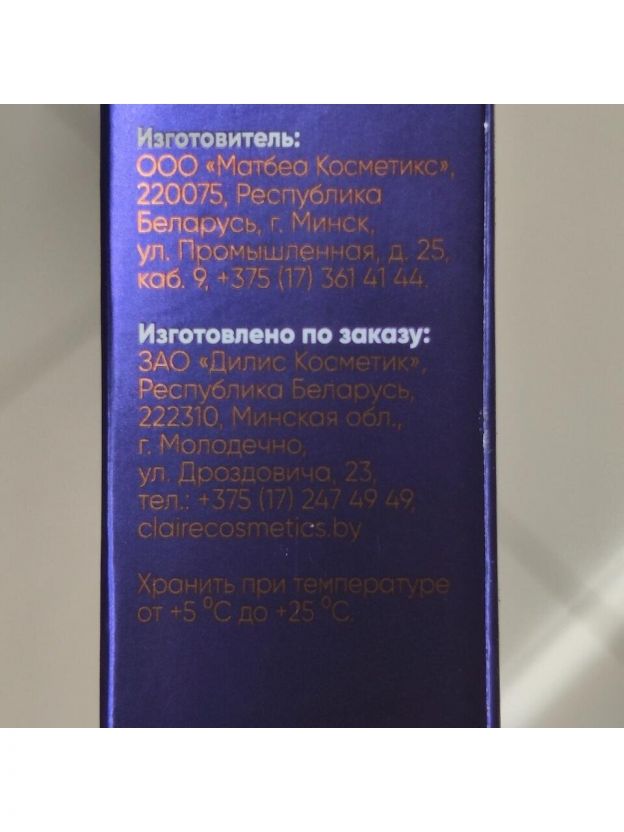 Изготовитель:
ООО «Матбеа Косметикс»,
220075, Республика
Беларусь, г. Минск,
ул. Промышленная, д. 25,
каб. 9, +375 (17) 361 41 44.
Изготовлено по заказу:
ЗАО «Дилис Косметик»,
Республика Беларусь,
222310, Минская обл.,
г. Молодечно,
ул. Дроздовича, 23,
тел.: +375 (17) 247 49 49,
clairecosmetics.by
Хранить при температуре
от +5 °C до +25 °C.